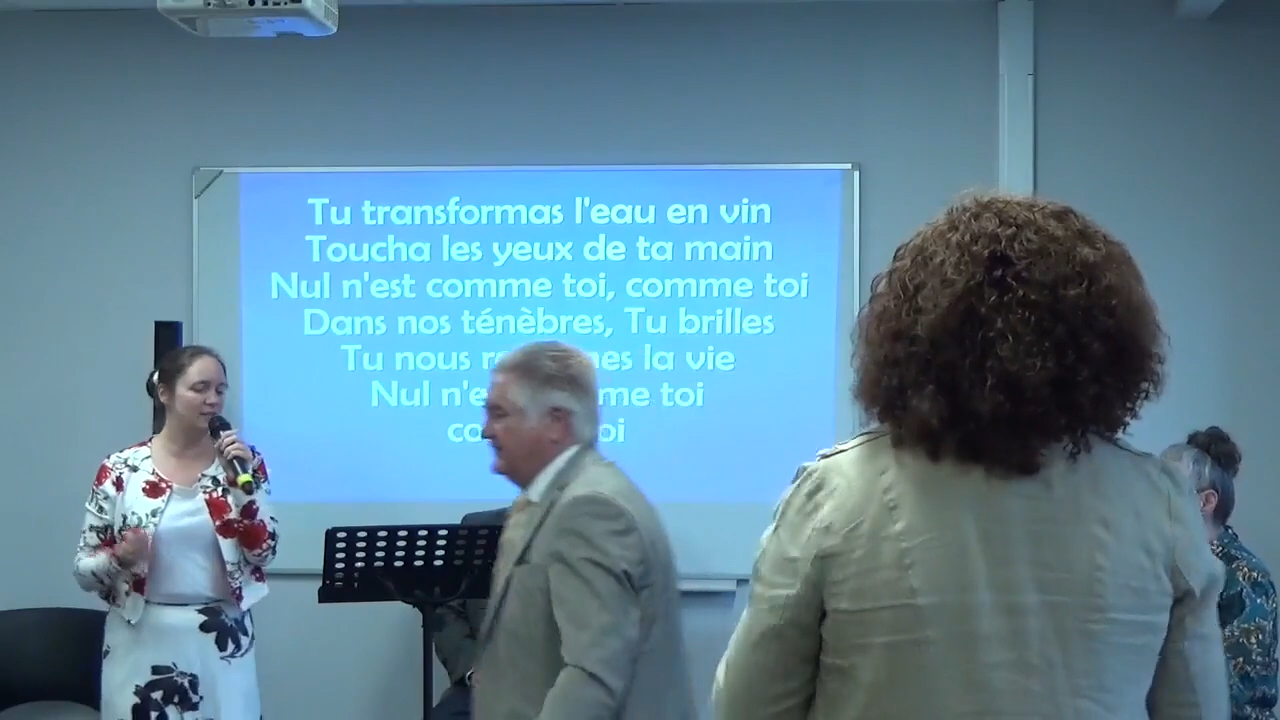 Tu transformas l'eau en vin
Toucha les yeux de ta main
Nul n'est comme toi, comme toi
Dans nos ténèbres, Tu brilles
Tu nous la vie
Nul toi